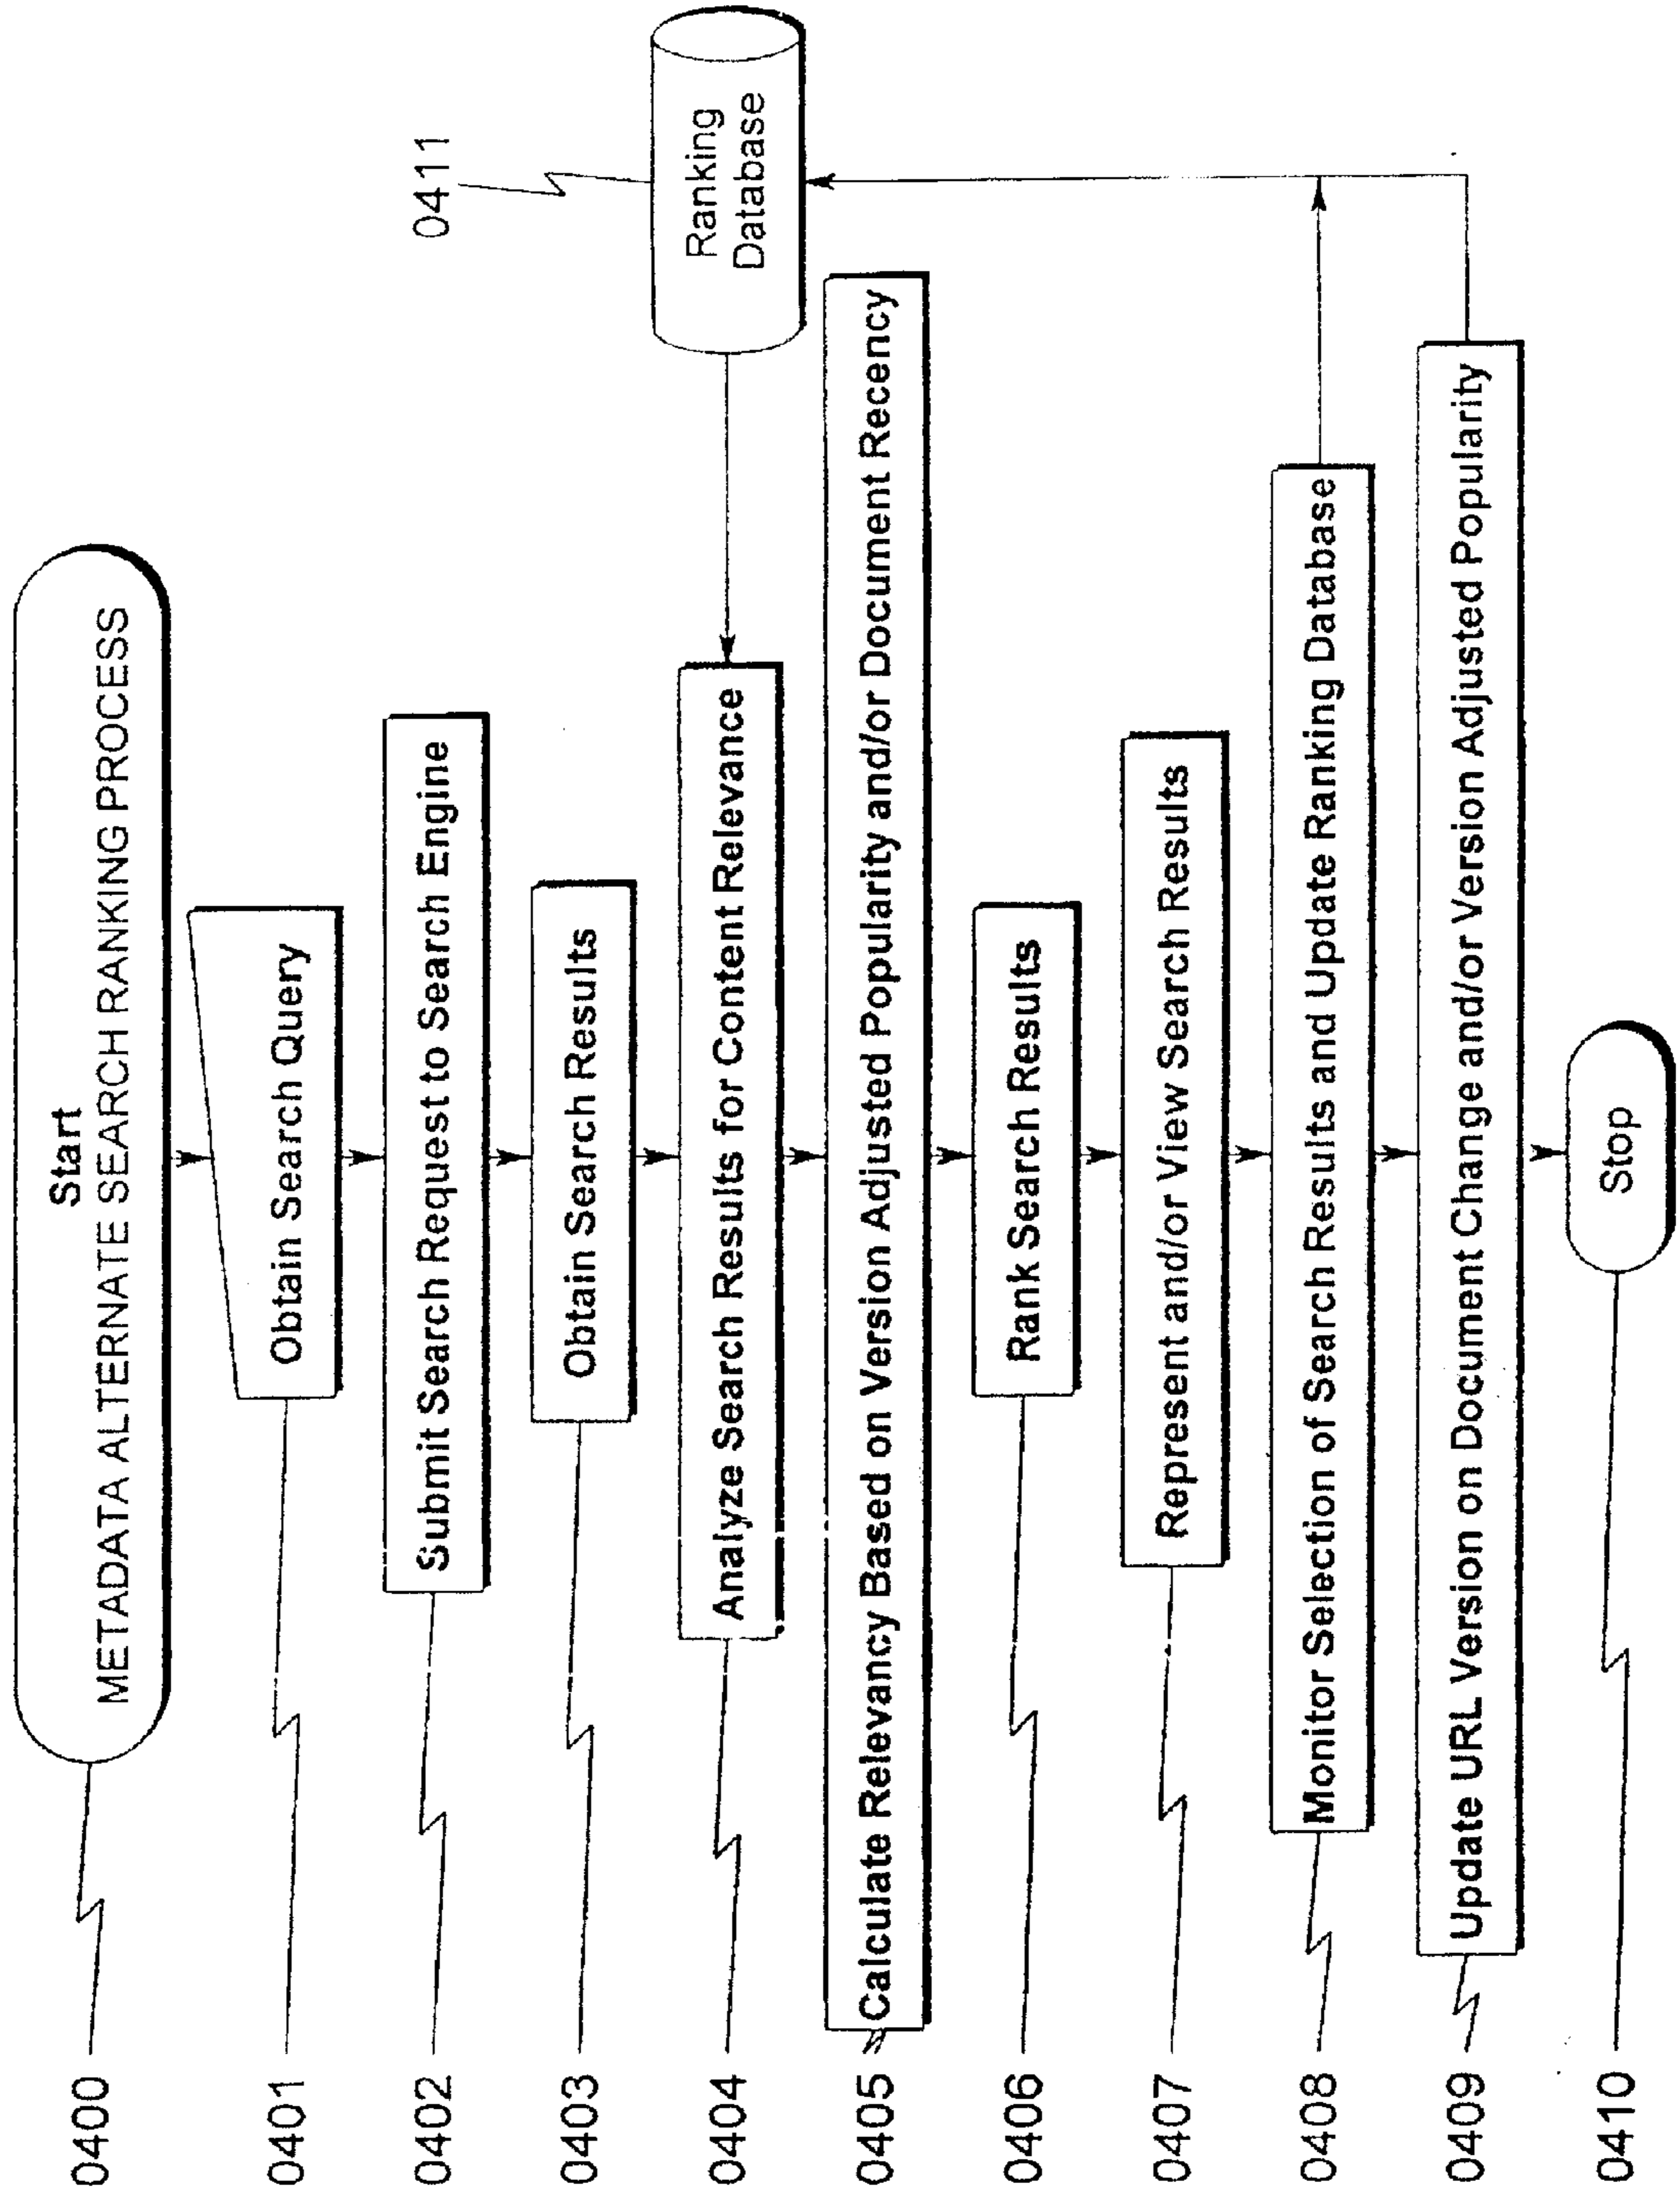 Start
METADATA ALTERNATE SEARCH RANKING PROCESS
0400
Obtain Search Query
0401
Submit Search Request to Search Engine
0402
Obtain Search Results
0403
0411
Ranking
Database
Analyze Search Results for Content Relevance
0404
Calculate Relevancy Based on Version Adjusted Popularity and/or Document Recency
0405
Rank Search Results
0406
Represent and/or View Search Results
0407
Monitor Selection of Search Results and Update Ranking Database
0408
Update URL Version on Document Change and/or Version Adjusted Popularity
0409
Stop
0410